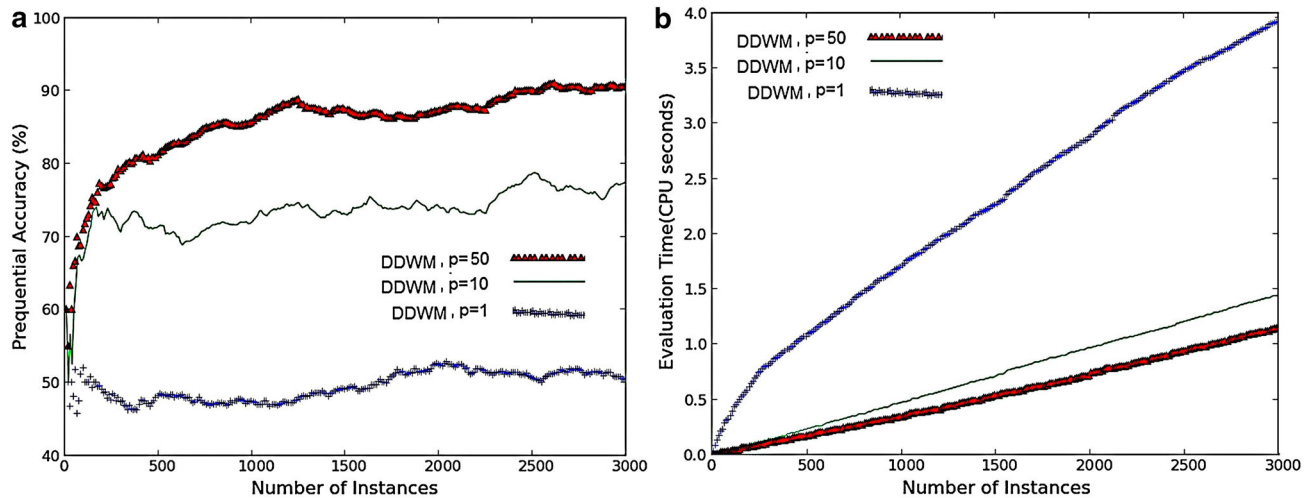 a
100
90
80
70
60
50
40
Prequential Accuracy (%)
DDWM, p=50
DDWM, p=10
DDWM, p=1
0
500
1000
1500
2000
2500
3000
Number of Instances
b
4.0
3.5
3.0
2.5
2.0
1.5
1.0
0.5
0.0
Evaluation Time(CPU seconds)
DDWM, p=50
DDWM, p=10
DDWM, p=1
0
500
1000
1500
2000
2500
3000
Number of Instances